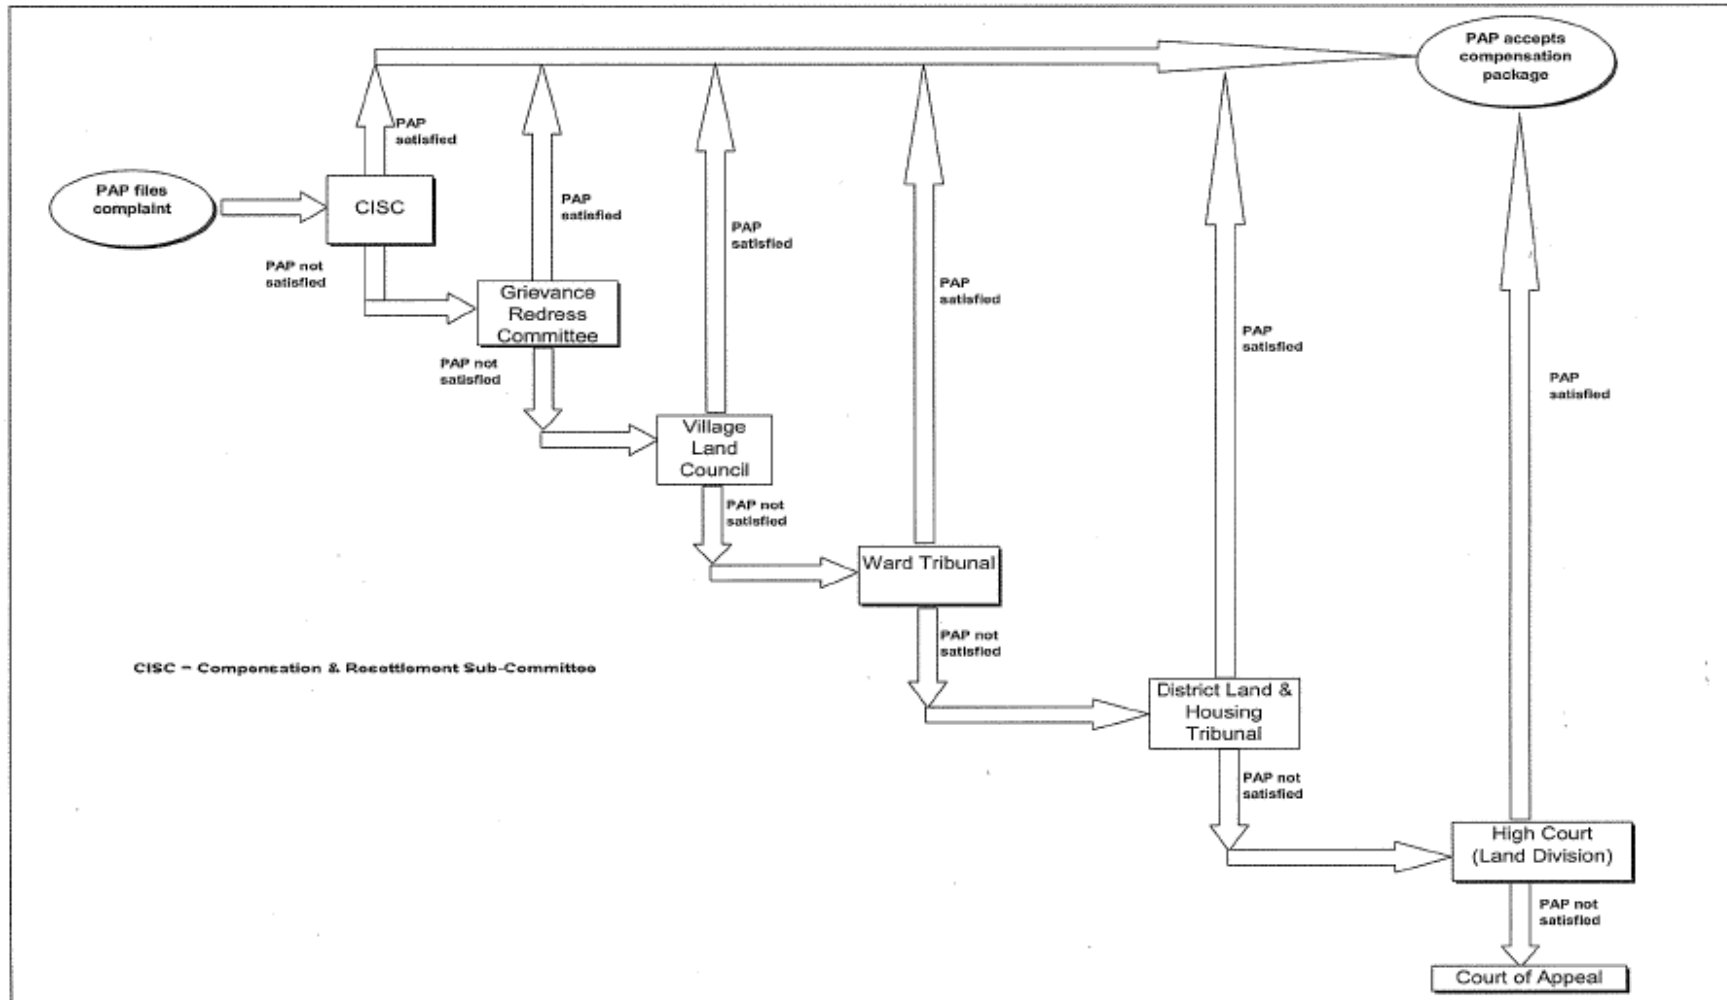 PAP accepts
compensation
package
PAP
satisfied
PAP files
complaint
CISC
PAP
satisfied
PAP
satisfied
PAP not
satisfied
Grievance
Redress
Committee
PAP
satisfied
PAP not
satisfied
PAP
satisfied
PAP
satisfied
Village
Land
Council
PAP not
satisfied
Ward Tribunal
PAP not
satisfied
CISC – Compensation & Resettlement Sub-Committee
District Land &
Housing
Tribunal
PAP not
satisfied
High Court
(Land Division)
PAP not
satisfied
Court of Appeal